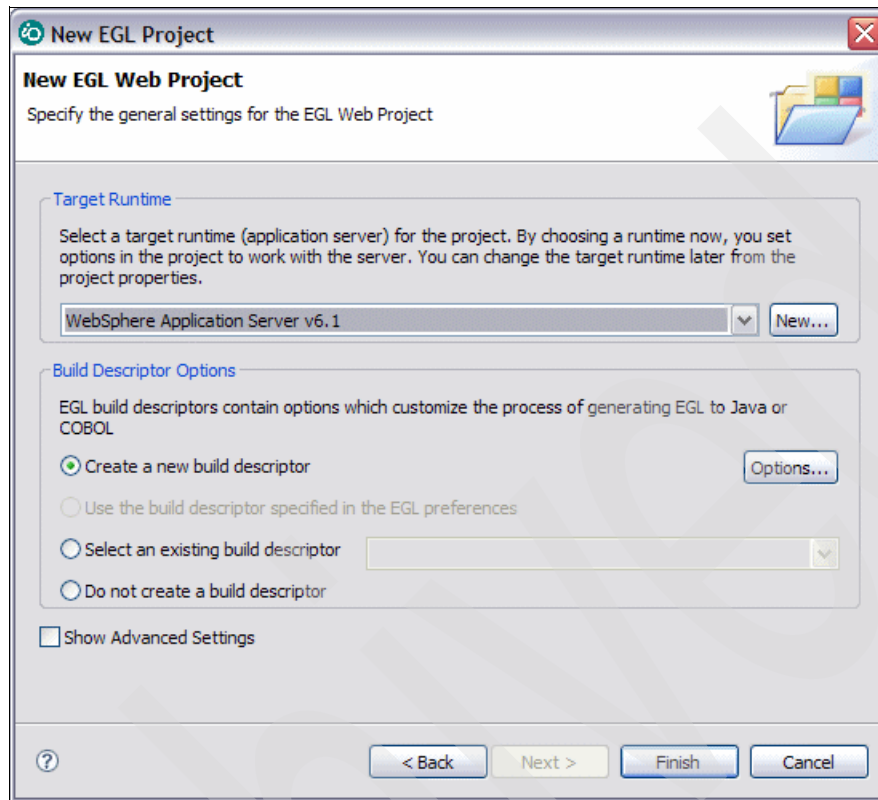 New EGL Project
New EGL Web Project
Specify the general settings for the EGL Web Project
Target Runtime
Select a target runtime (application server) for the project. By choosing a runtime now, you set
options in the project to work with the server. You can change the target runtime later from the
project properties.
WebSphere Application Server v6.1
New...
Build Descriptor Options
EGL build descriptors contain options which customize the process of generating EGL to Java or
COBOL
Create a new build descriptor
Options...
Use the build descriptor specified in the EGL preferences
Select an existing build descriptor
Do not create a build descriptor
Show Advanced Settings
?
< Back
Next >
Finish
Cancel